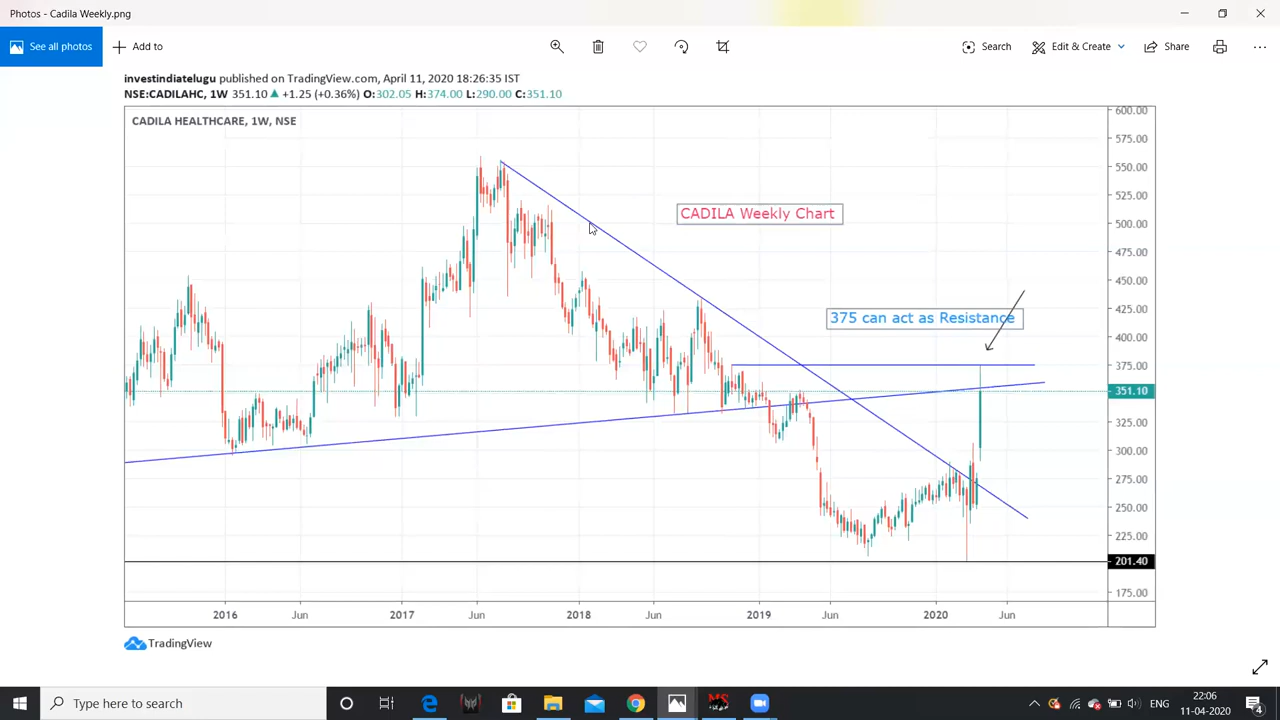 Photos - Cadila Weekly.png
See all photos
Add to
Search
Edit & Create
Share
investindiatelugu published on TradingView.com, April 11, 2020 18:26:35 IST
NSE:CADILAHC, 1W 351.10 ▲ +1.25 (+0.36%) O:302.05 H:374.00 L:290.00 C:351.10
CADILA HEALTHCARE, 1W, NSE
600.00
575.00
550.00
525.00
CADILA Weekly Chart
500.00
475.00
450.00
425.00
375 can act as Resistance
400.00
375.00
351.10
325.00
300.00
275.00
250.00
225.00
201.40
175.00
2016 Jun 2017 Jun 2018 Jun 2019 Jun 2020 Jun
TradingView
Type here to search
ENG
22:06
11-04-2020
4